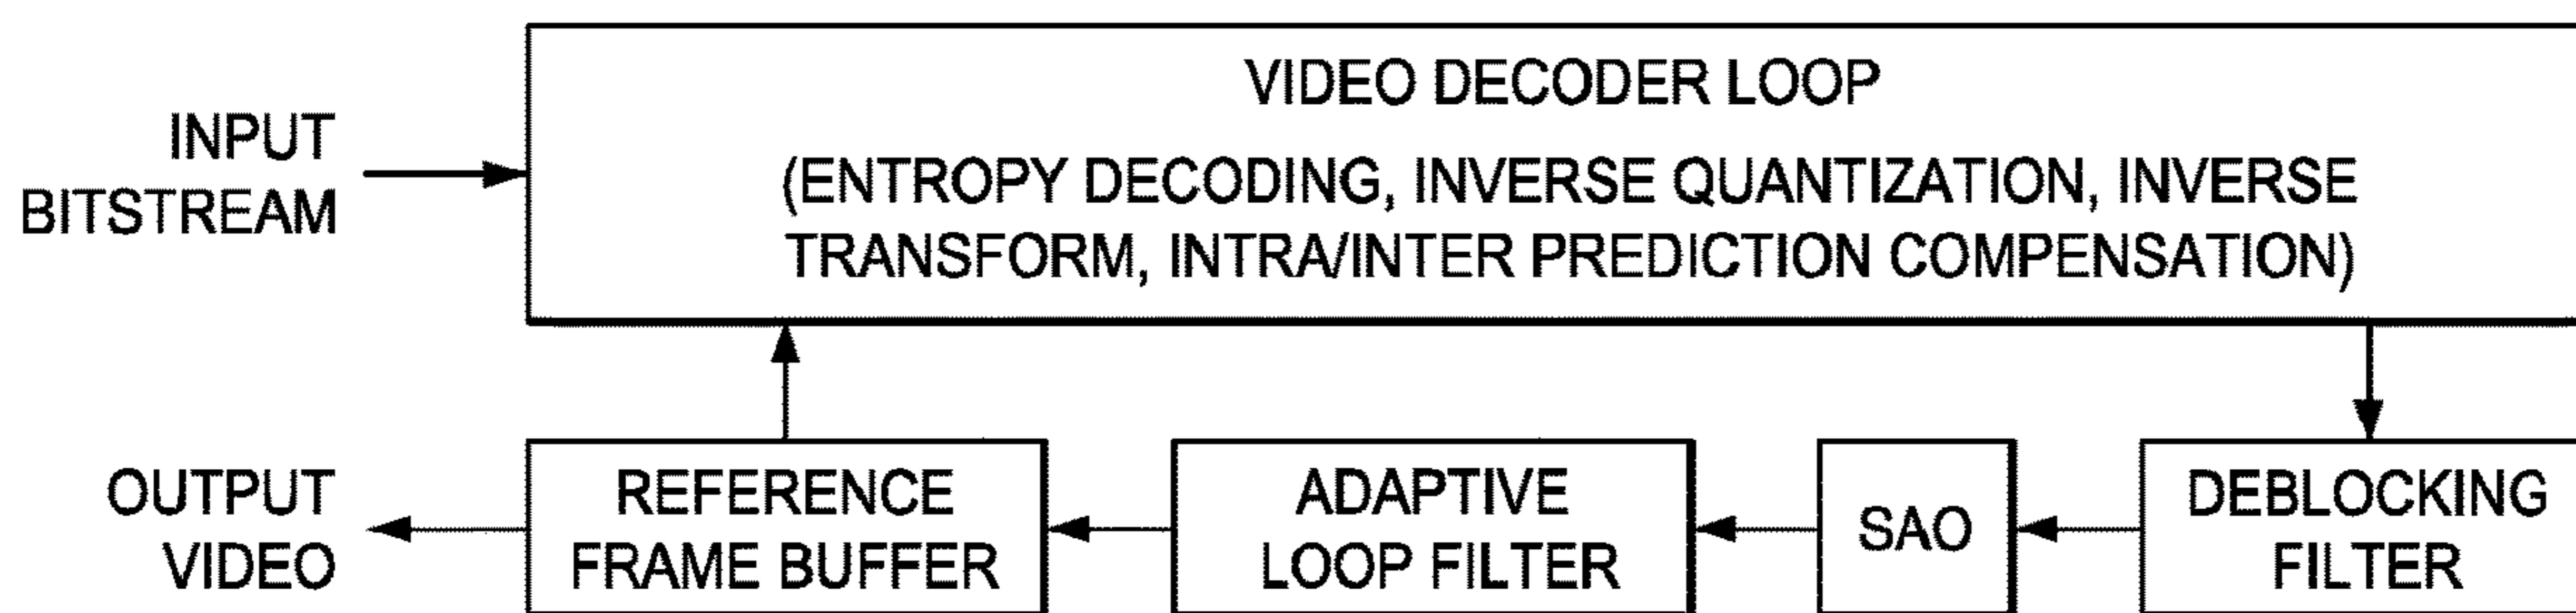 INPUT
BITSTREAM
VIDEO DECODER LOOP
(ENTROPY DECODING, INVERSE QUANTIZATION, INVERSE
TRANSFORM, INTRA/INTER PREDICTION COMPENSATION)
OUTPUT
VIDEO
REFERENCE
FRAME BUFFER
ADAPTIVE
LOOP FILTER
SAO
DEBLOCKING
FILTER